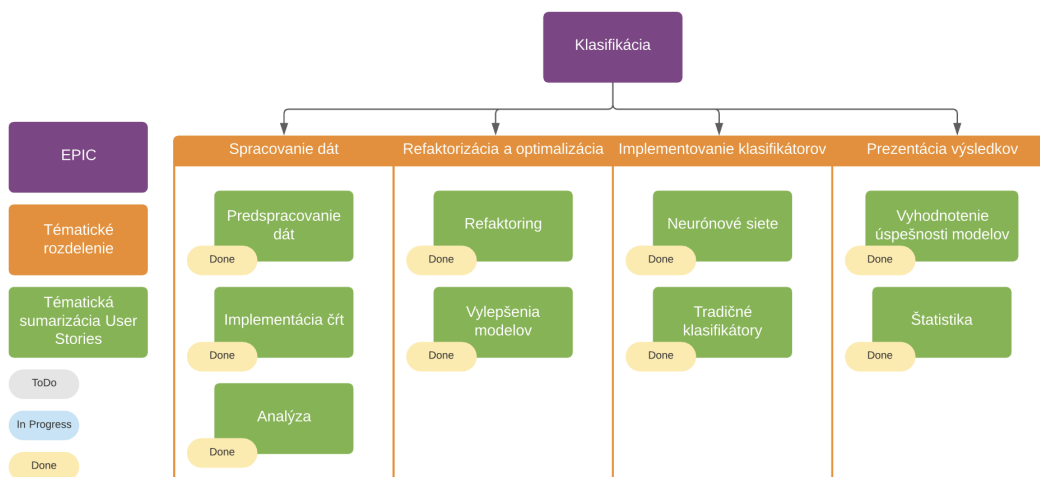 Klasifikácia
EPIC
Tématické
rozdelenie
Tématická
sumarizácia User
Stories
ToDo
In Progress
Done
Spracovanie dát
Refaktorizácia a optimalizácia
Implementovanie klasifikátorov
Prezentácia výsledkov
Predspracovanie
dát
Done
Implementácia čŕt
Done
Analýza
Done
Refaktoring
Done
Vylepšenia
modelov
Done
Neurónové siete
Done
Tradičné
klasifikátory
Done
Vyhodnotenie
úspešnosti modelov
Done
Štatistika
Done